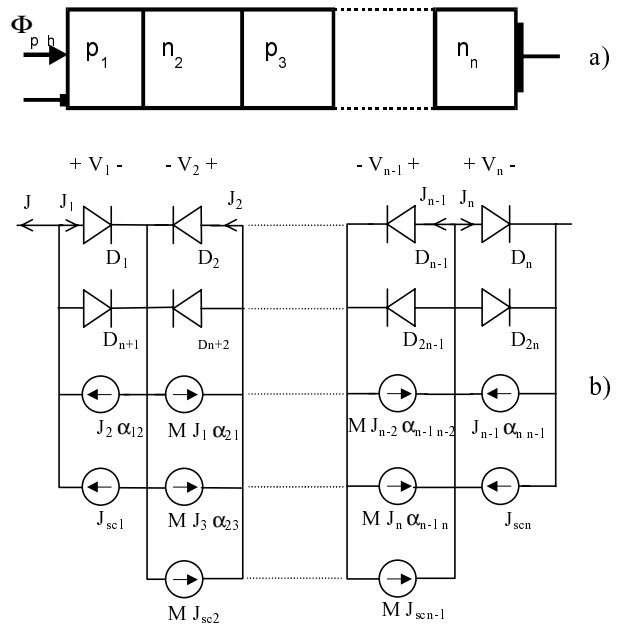 Φ
p h
p1 n2 p3 nn
a)
+ V1 - - V2 + - Vn-1 + + Vn -
J J1 J2 Jn-1 Jn
D1 D2 Dn-1 Dn
Dn+1 Dn+2 D2n-1 D2n
b)
J2 α12 M J1 α21 M Jn-2 αn-1 n-2 Jn-1 αn n-1
Jsc1 M J3 α23 M Jn αn-1 n Jscn
M Jsc2 M Jscn-1